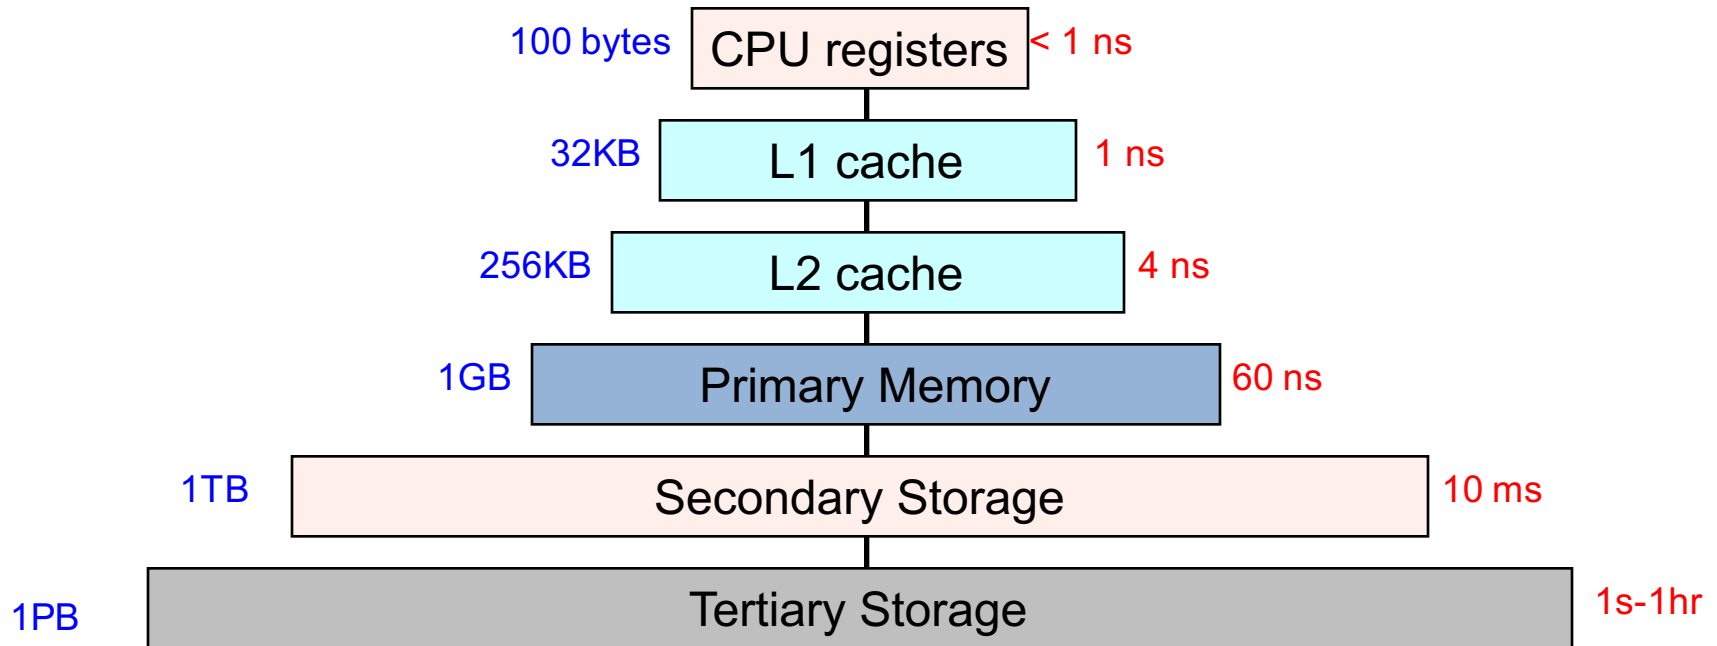 100 bytes CPU registers < 1 ns
32KB L1 cache 1 ns
256KB L2 cache 4 ns
1GB Primary Memory 60 ns
1TB Secondary Storage 10 ms
1PB Tertiary Storage 1s-1hr